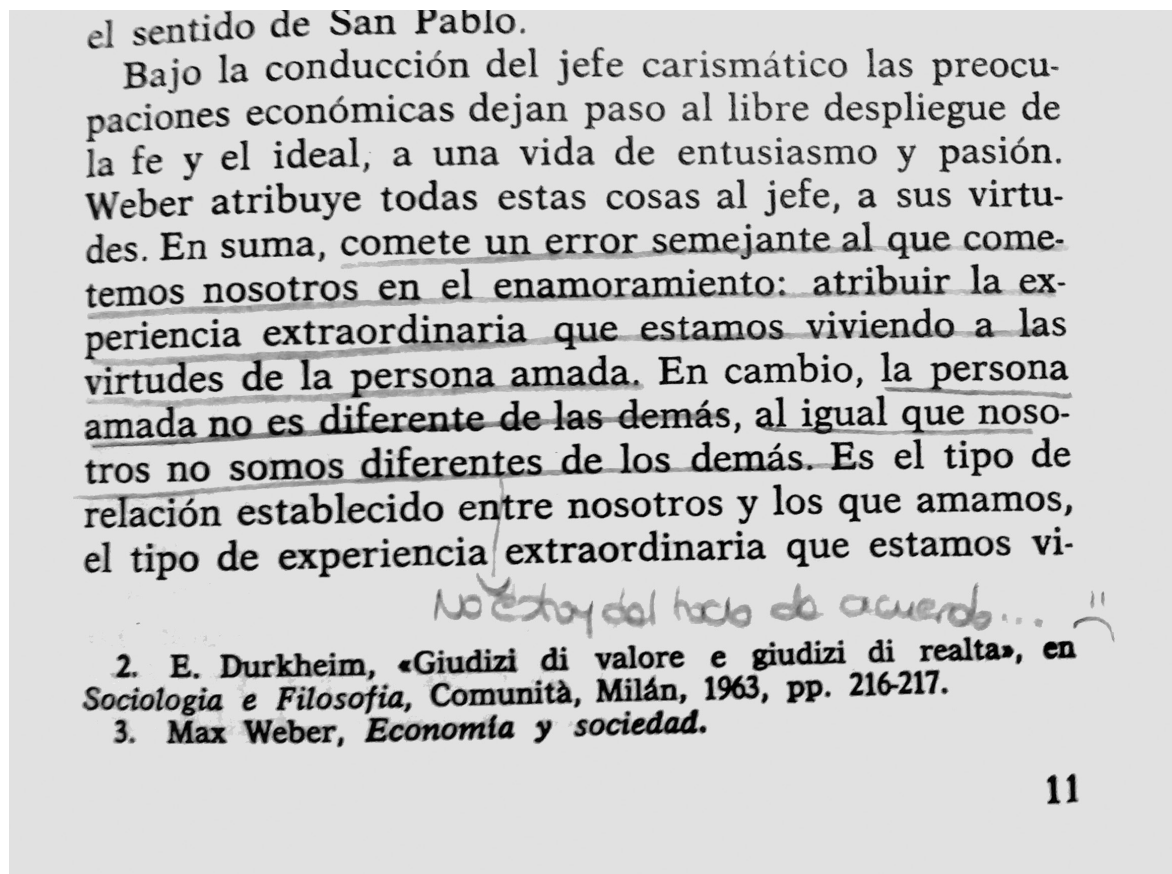 el sentido de San Pablo.
Bajo la conducción del jefe carismático las preocu-
paciones económicas dejan paso al libre despliegue de
la fe y el ideal, a una vida de entusiasmo y pasión.
Weber atribuye todas estas cosas al jefe, a sus virtu-
des. En suma, comete un error semejante al que come-
temos nosotros en el enamoramiento: atribuir la ex-
periencia extraordinaria que estamos viviendo a las
virtudes de la persona amada. En cambio, la persona
amada no es diferente de las demás, al igual que noso-
tros no somos diferentes de los demás. Es el tipo de
relación establecido entre nosotros y los que amamos,
el tipo de experiencia extraordinaria que estamos vi-
No estoy del todo de acuerdo... :(
2. E. Durkheim, «Giudizi di valore e giudizi di realta», en
Sociologia e Filosofia, Comunità, Milán, 1963, pp. 216-217.
3. Max Weber, Economía y sociedad.
11